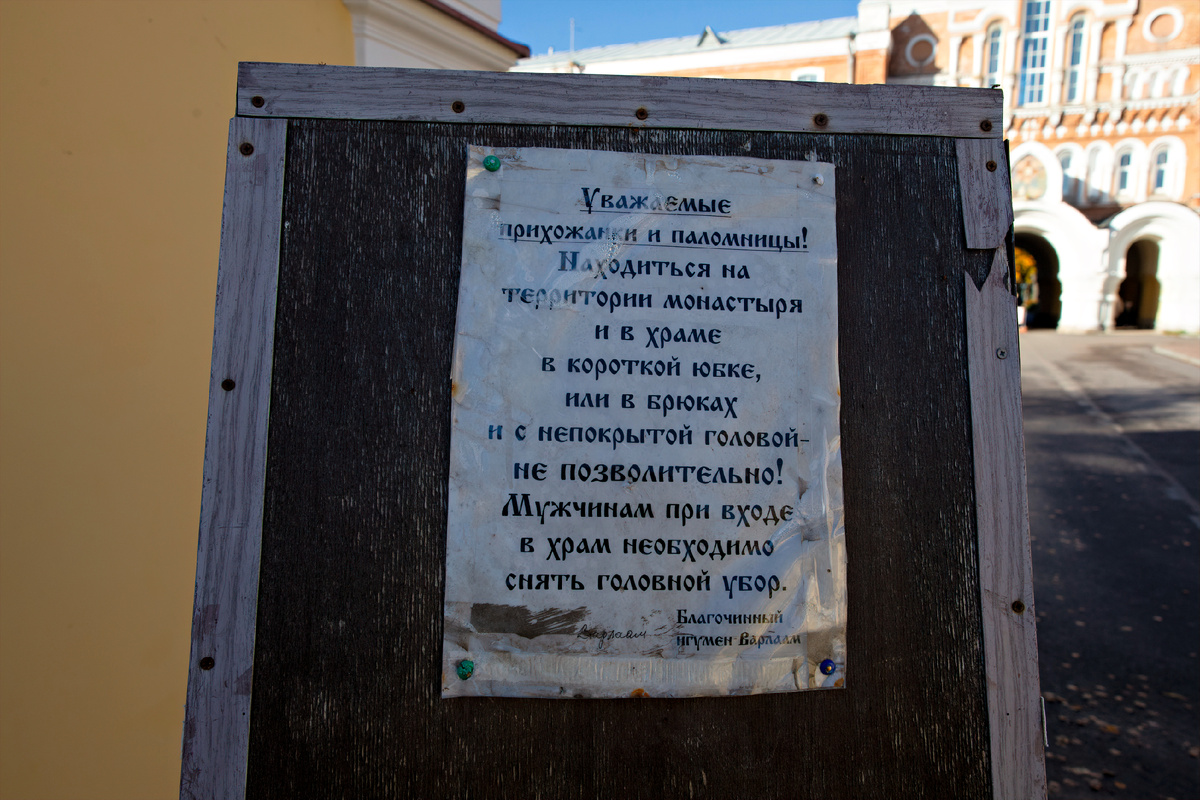 Уважаемые
прихожанки и паломницы!
Находиться на
территории монастыря
и в храме
в короткой юбке,
или в брюках
и с непокрытой головой-
не позволительно!
Мужчинам при входе
в храм необходимо
снять головной убор.
Благочинный
Варлаам игумен Варлаам